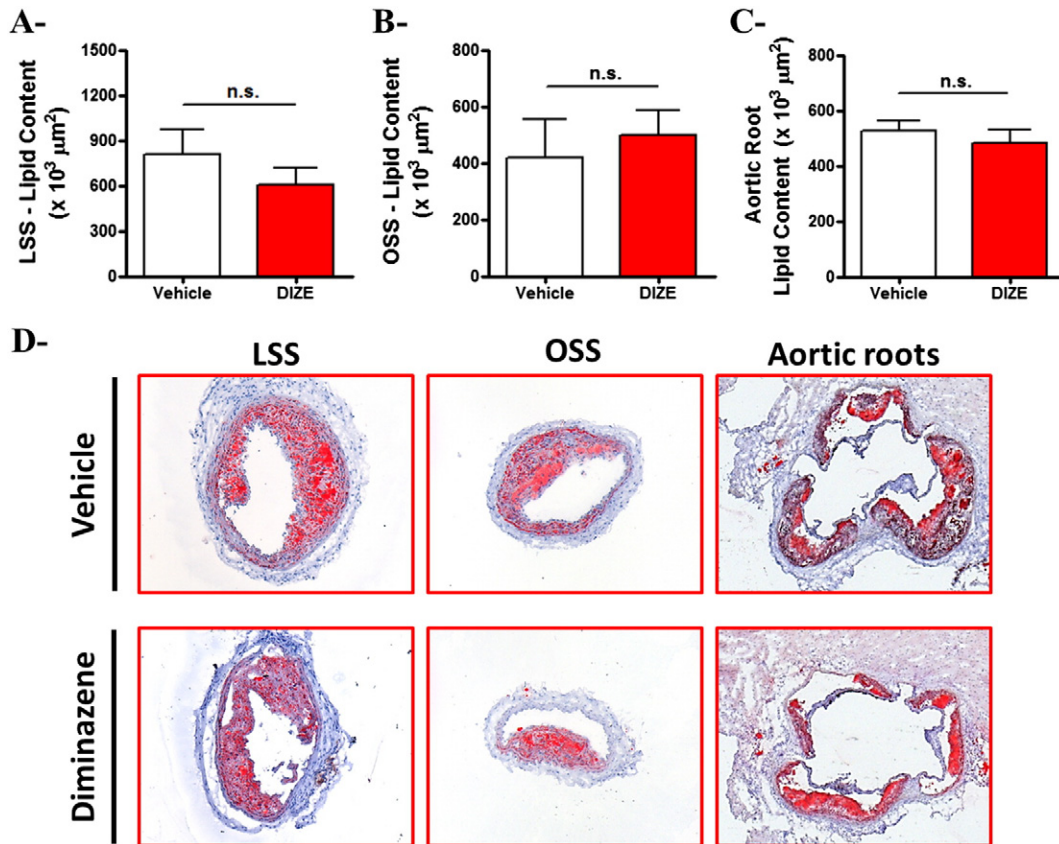 A-
LSS - Lipid Content
(x 10³ µm²)
1500
1200
900
600
300
0
n.s.
Vehicle DIZE
B-
OSS - Lipid Content
(x 10³ µm²)
800
600
400
200
0
n.s.
Vehicle DIZE
C-
Aortic Root
Lipid Content (x 10³ µm²)
800
600
400
200
0
n.s.
Vehicle DIZE
D-
LSS OSS Aortic roots
Vehicle
Diminazene